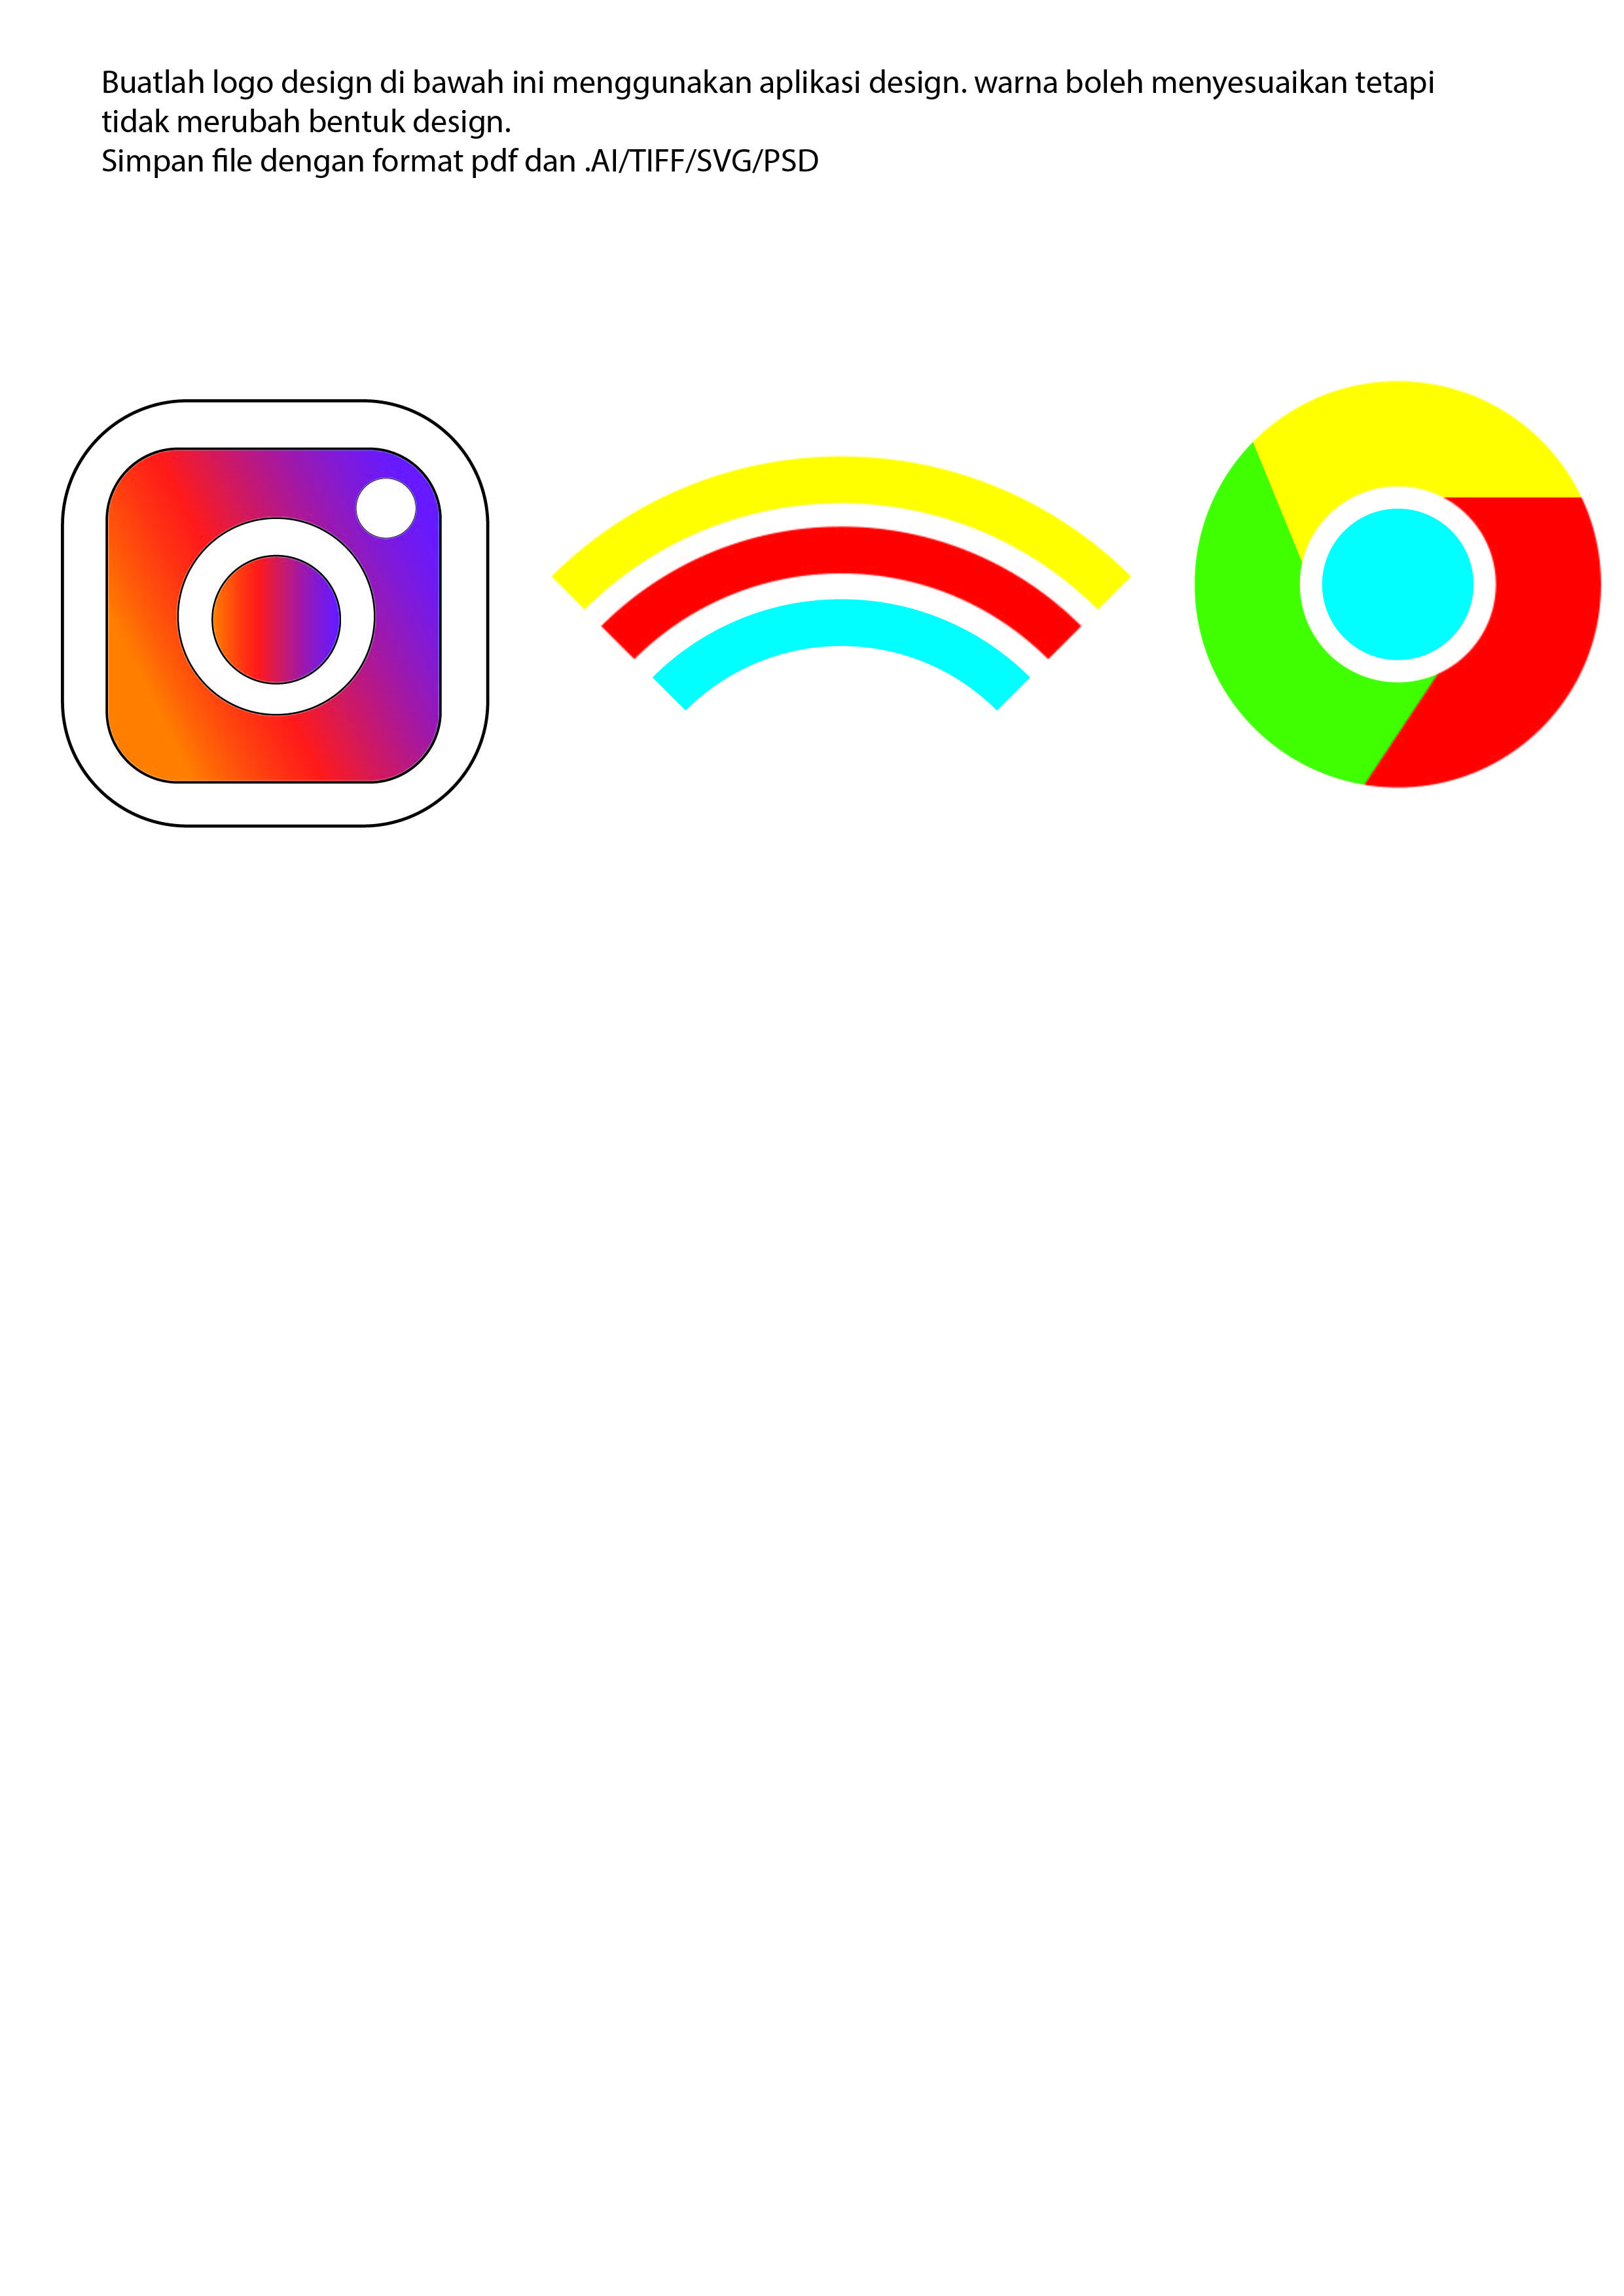 Buatlah logo design di bawah ini menggunakan aplikasi design. warna boleh menyesuaikan tetapi
tidak merubah bentuk design.
Simpan file dengan format pdf dan .AI/TIFF/SVG/PSD